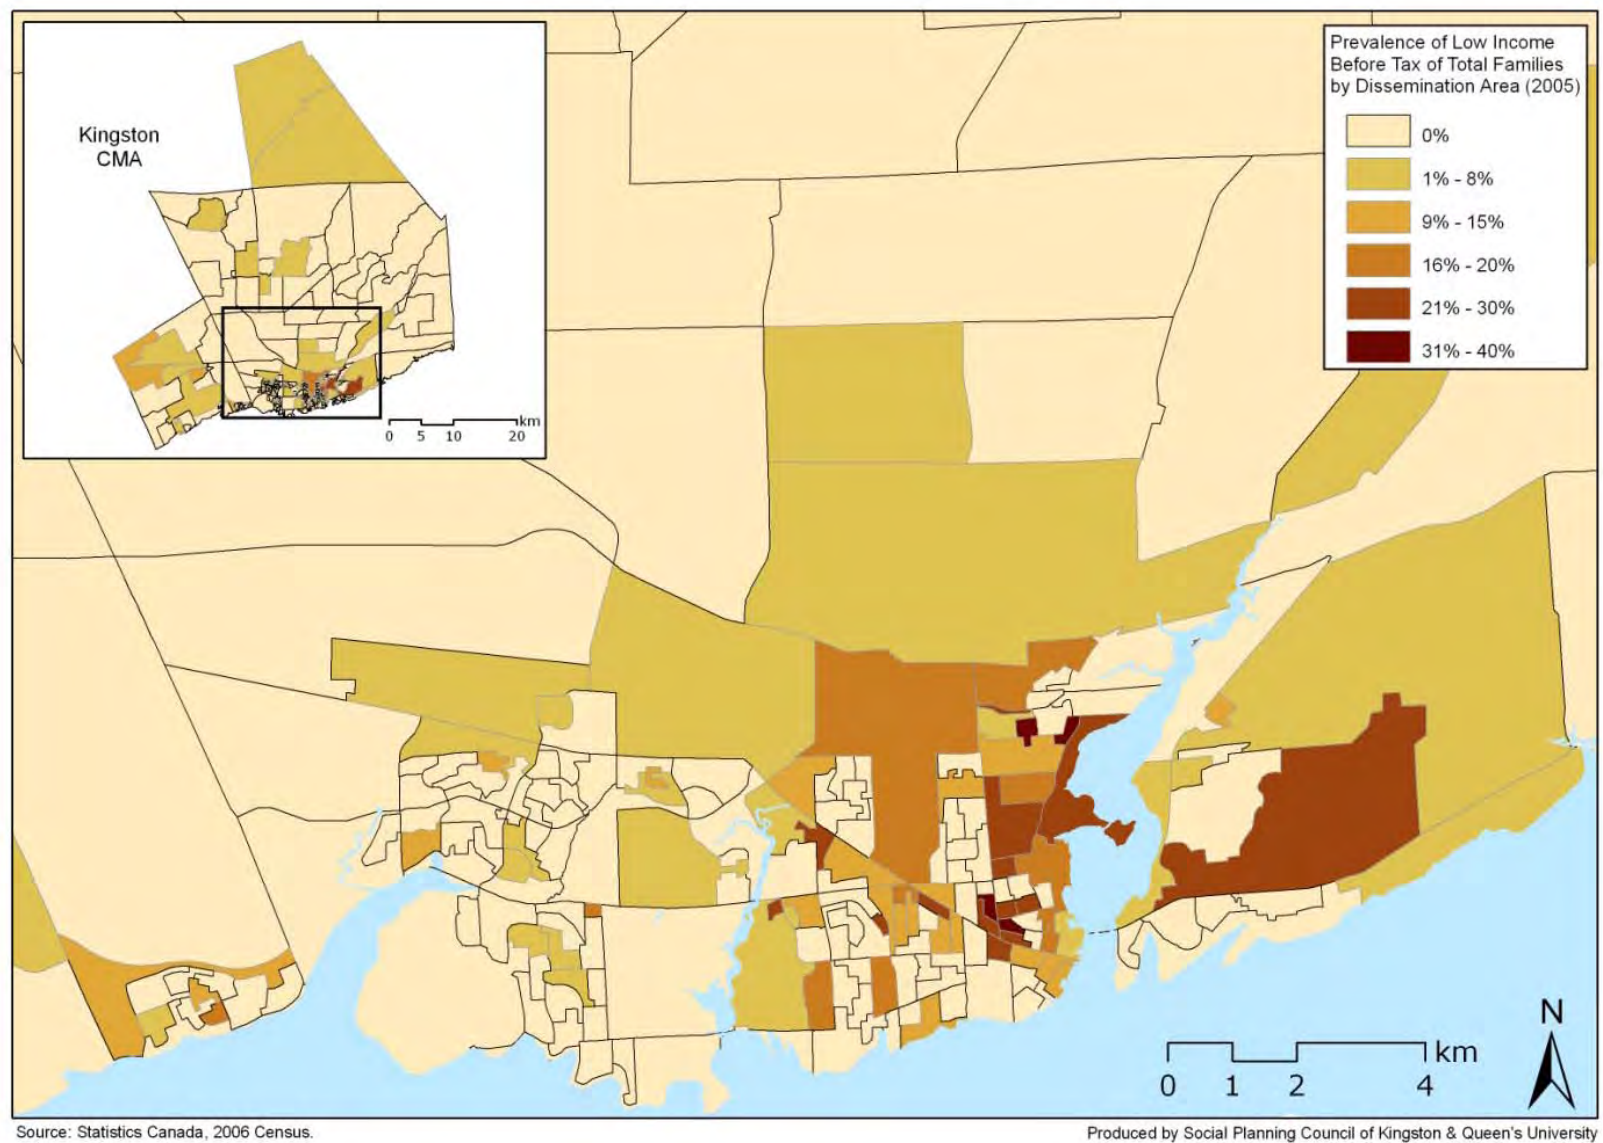 Kingston
CMA
km
0 5 10 20
Prevalence of Low Income
Before Tax of Total Families
by Dissemination Area (2005)
0%
1% - 8%
9% - 15%
16% - 20%
21% - 30%
31% - 40%
N
km
0 1 2 4
Source: Statistics Canada, 2006 Census.
Produced by Social Planning Council of Kingston & Queen's University